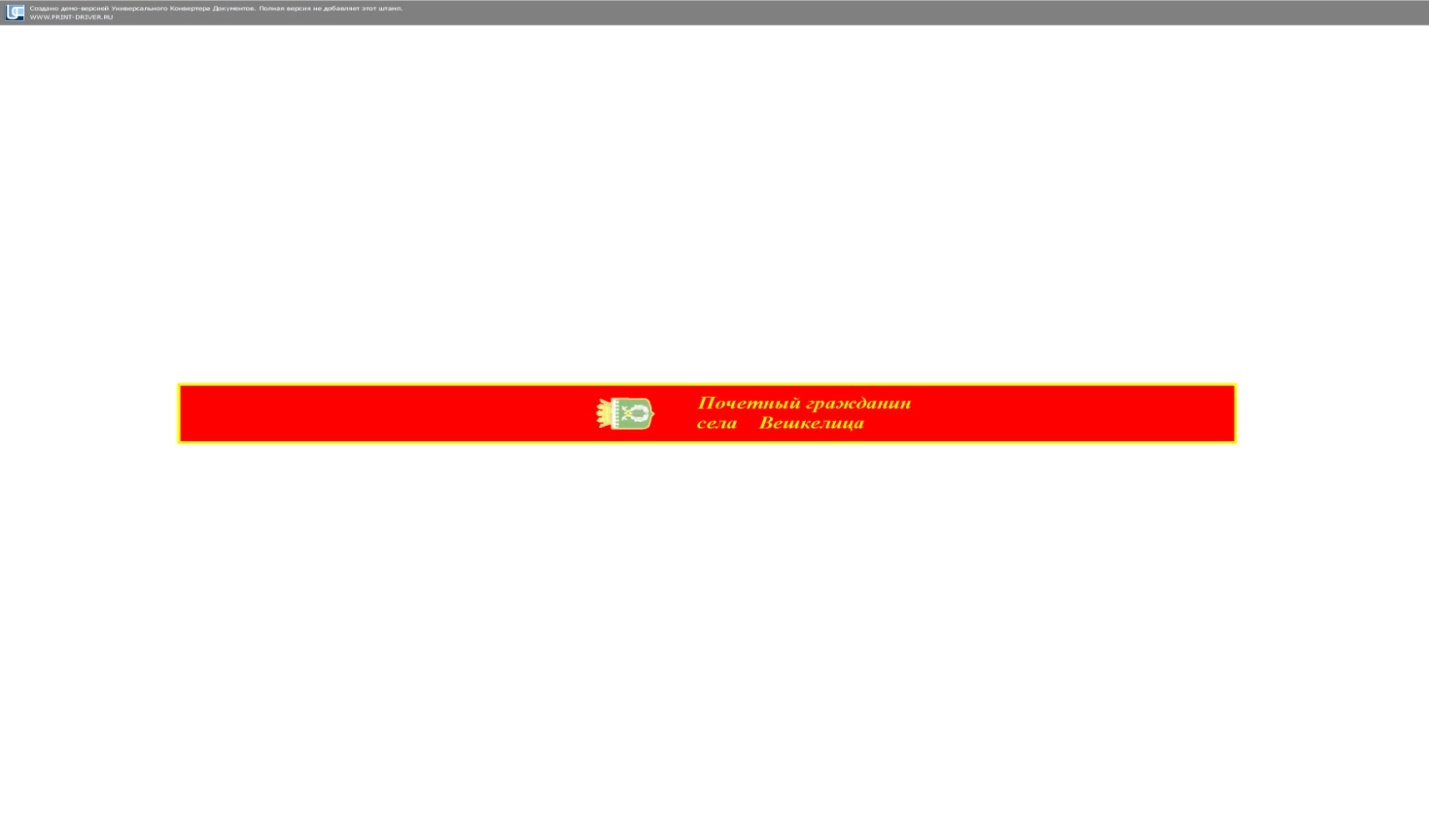 Создано демо-версией Универсального Конвертера Документов. Полная версия не добавляет этот штамп.
WWW.PRINT-DRIVER.RU
Почетный гражданин
села Вешкелица